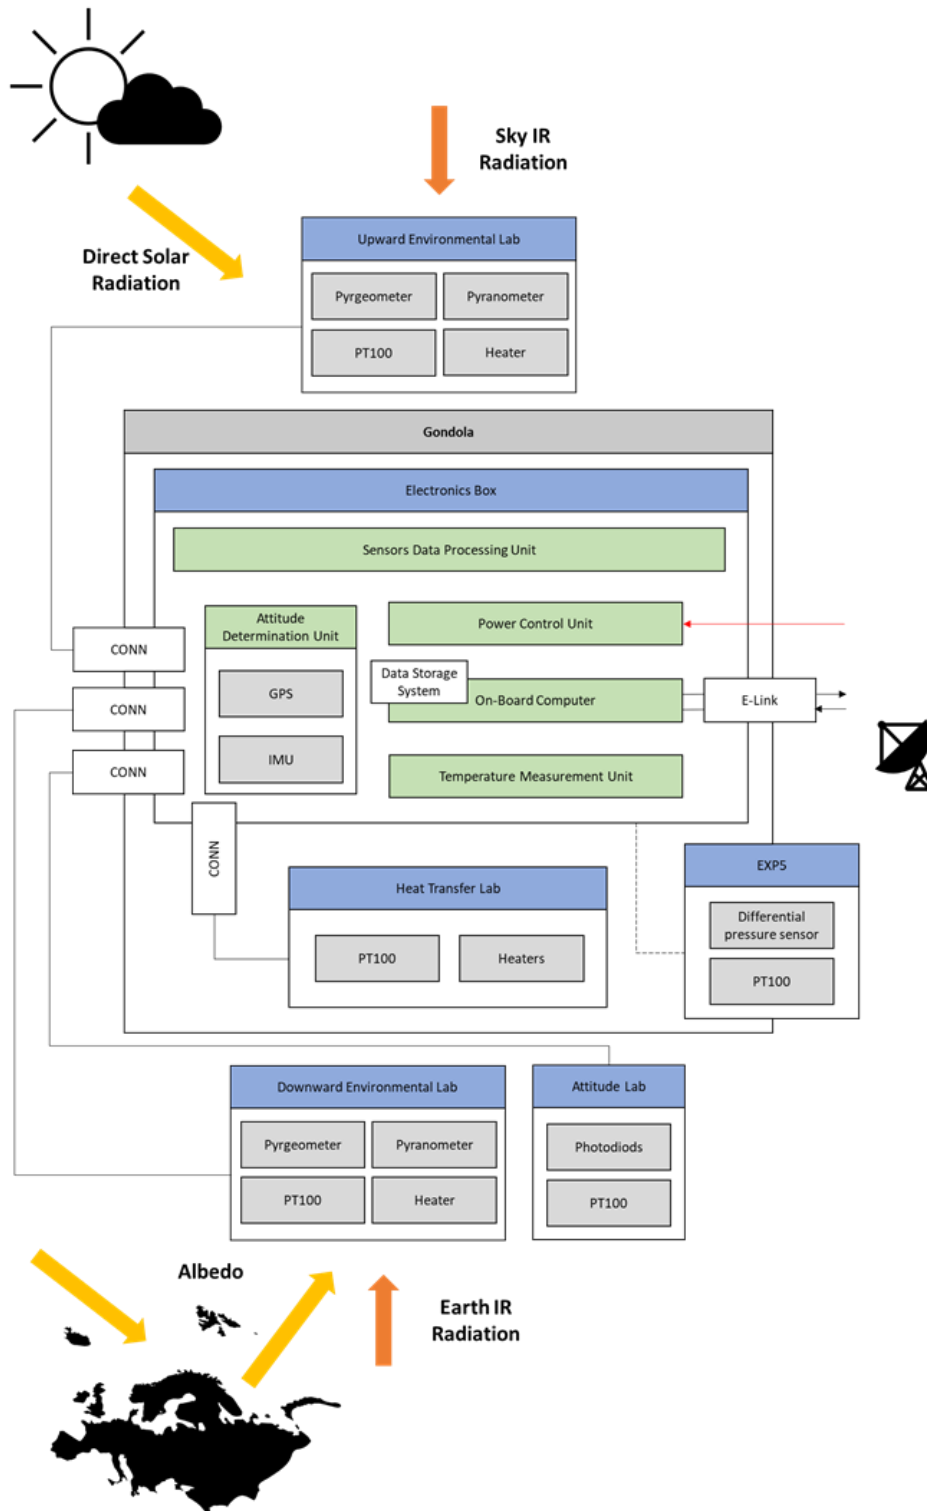 Sky IR
Radiation
Direct Solar
Radiation
Upward Environmental Lab
Pyrgeometer
Pyranometer
PT100
Heater
Gondola
Electronics Box
Sensors Data Processing Unit
Attitude
Determination Unit
GPS
IMU
Power Control Unit
Data Storage
System
On-Board Computer
E-Link
Temperature Measurement Unit
CONN
CONN
CONN
CONN
Heat Transfer Lab
PT100
Heaters
EXP5
Differential
pressure sensor
PT100
Downward Environmental Lab
Pyrgeometer
Pyranometer
PT100
Heater
Attitude Lab
Photodiods
PT100
Albedo
Earth IR
Radiation